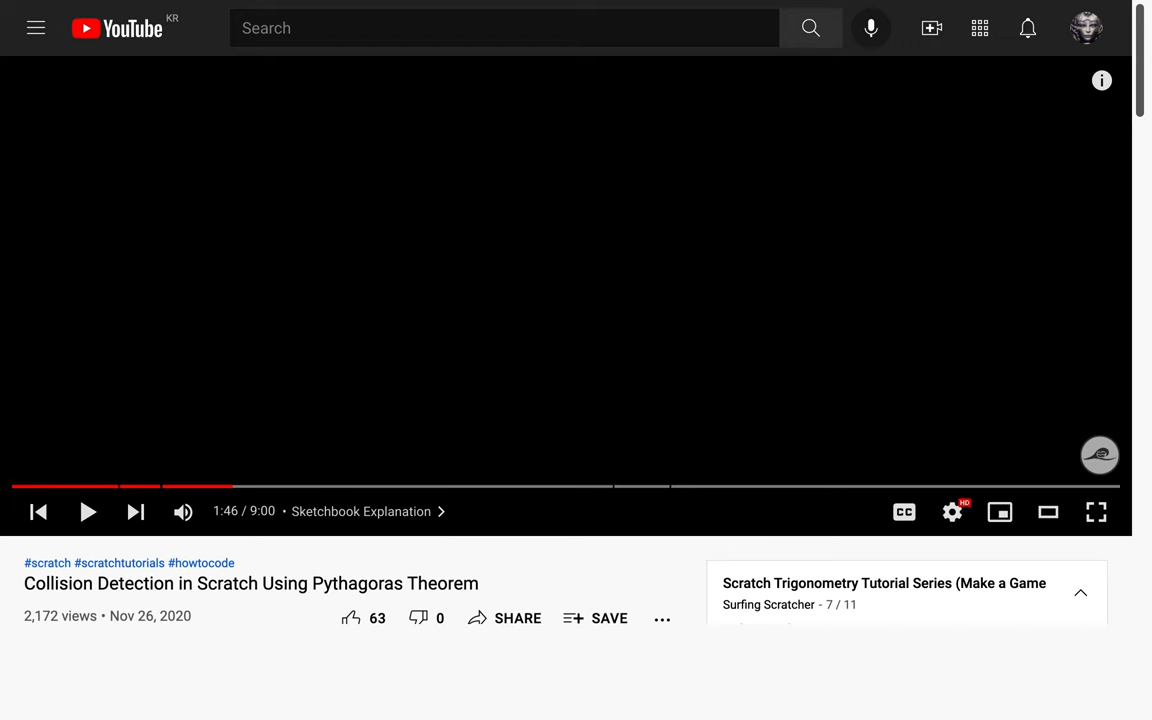 YouTube KR
Search
1:46 / 9:00 • Sketchbook Explanation
CC
HD
#scratch #scratchtutorials #howtocode
Collision Detection in Scratch Using Pythagoras Theorem
2,172 views • Nov 26, 2020
63
0
SHARE
SAVE
Scratch Trigonometry Tutorial Series (Make a Game
Surfing Scratcher - 7 / 11